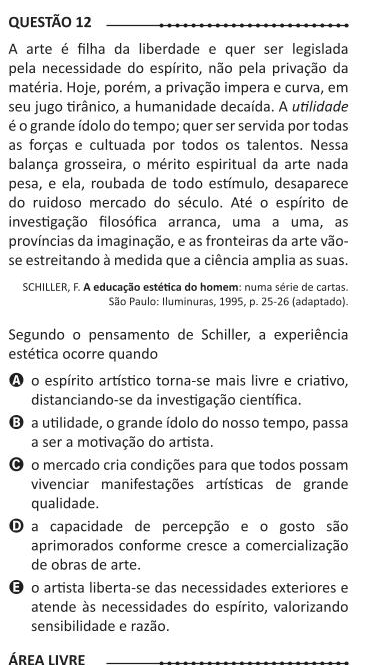 QUESTÃO 12
A arte é filha da liberdade e quer ser legislada
pela necessidade do espírito, não pela privação da
matéria. Hoje, porém, a privação impera e curva, em
seu jugo tirânico, a humanidade decaída. A utilidade
é o grande ídolo do tempo; quer ser servida por todas
as forças e cultuada por todos os talentos. Nessa
balança grosseira, o mérito espiritual da arte nada
pesa, e ela, roubada de todo estímulo, desaparece
do ruidoso mercado do século. Até o espírito de
investigação filosófica arranca, uma a uma, as
províncias da imaginação, e as fronteiras da arte vão-
se estreitando à medida que a ciência amplia as suas.
SCHILLER, F. A educação estética do homem: numa série de cartas.
São Paulo: Iluminuras, 1995, p. 25-26 (adaptado).
Segundo o pensamento de Schiller, a experiência
estética ocorre quando
A o espírito artístico torna-se mais livre e criativo,
distanciando-se da investigação científica.
B a utilidade, o grande ídolo do nosso tempo, passa
a ser a motivação do artista.
C o mercado cria condições para que todos possam
vivenciar manifestações artísticas de grande
qualidade.
D a capacidade de percepção e o gosto são
aprimorados conforme cresce a comercialização
de obras de arte.
E o artista liberta-se das necessidades exteriores e
atende às necessidades do espírito, valorizando
sensibilidade e razão.
ÁREA LIVRE